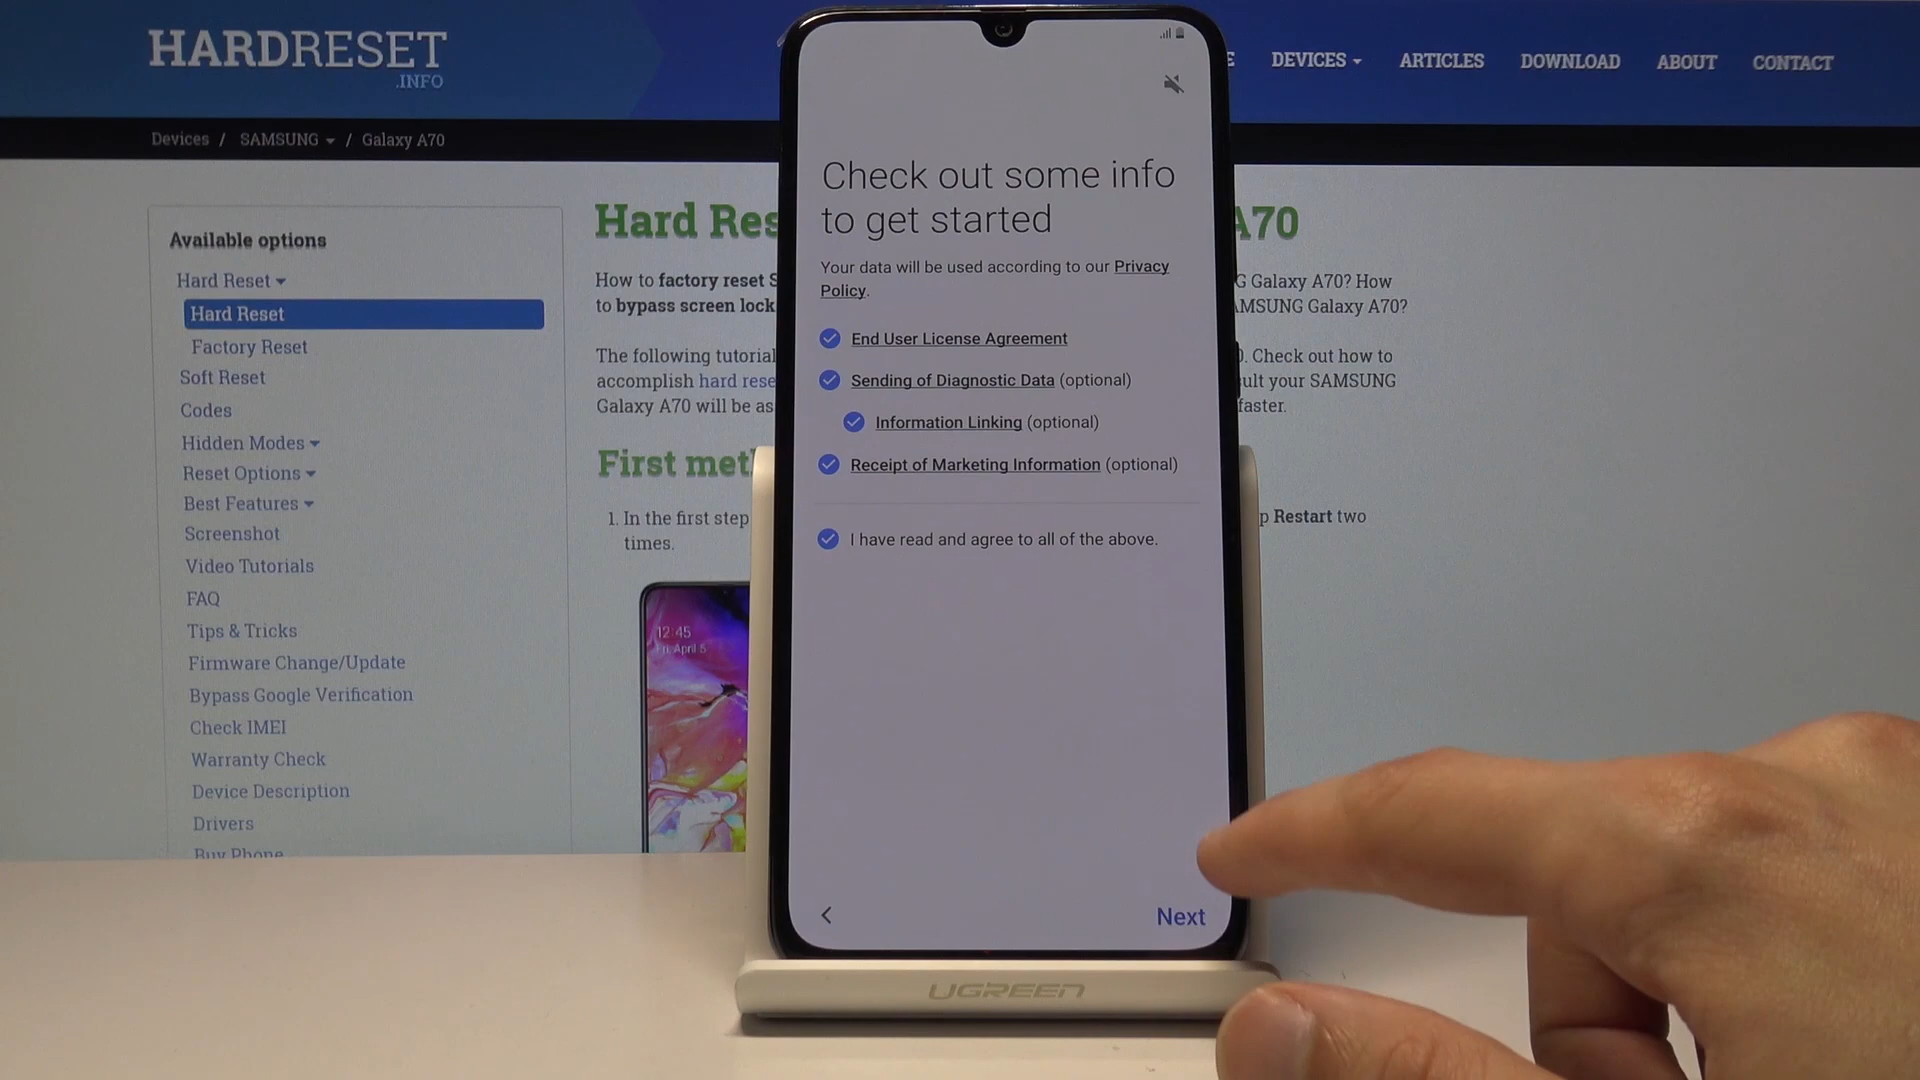 HARDRESET
.INFO
DEVICES
ARTICLES
DOWNLOAD
ABOUT
CONTACT
Devices / SAMSUNG / Galaxy A70
Available options
Hard Reset
Hard Reset
Factory Reset
Soft Reset
Codes
Hidden Modes
Reset Options
Best Features
Screenshot
Video Tutorials
FAQ
Tips & Tricks
Firmware Change/Update
Bypass Google Verification
Check IMEI
Warranty Check
Device Description
Drivers
Buy Phone
Hard Res
A70
How to factory reset S
G Galaxy A70? How
to bypass screen lock
AMSUNG Galaxy A70?
The following tutorial
. Check out how to
accomplish hard rese
ult your SAMSUNG
Galaxy A70 will be as
faster.
First met
1. In the first step
p Restart two
times.
12:45
Fri, April 5
Check out some info
to get started
Your data will be used according to our Privacy
Policy.
End User License Agreement
Sending of Diagnostic Data (optional)
Information Linking (optional)
Receipt of Marketing Information (optional)
I have read and agree to all of the above.
Next
UGREEN